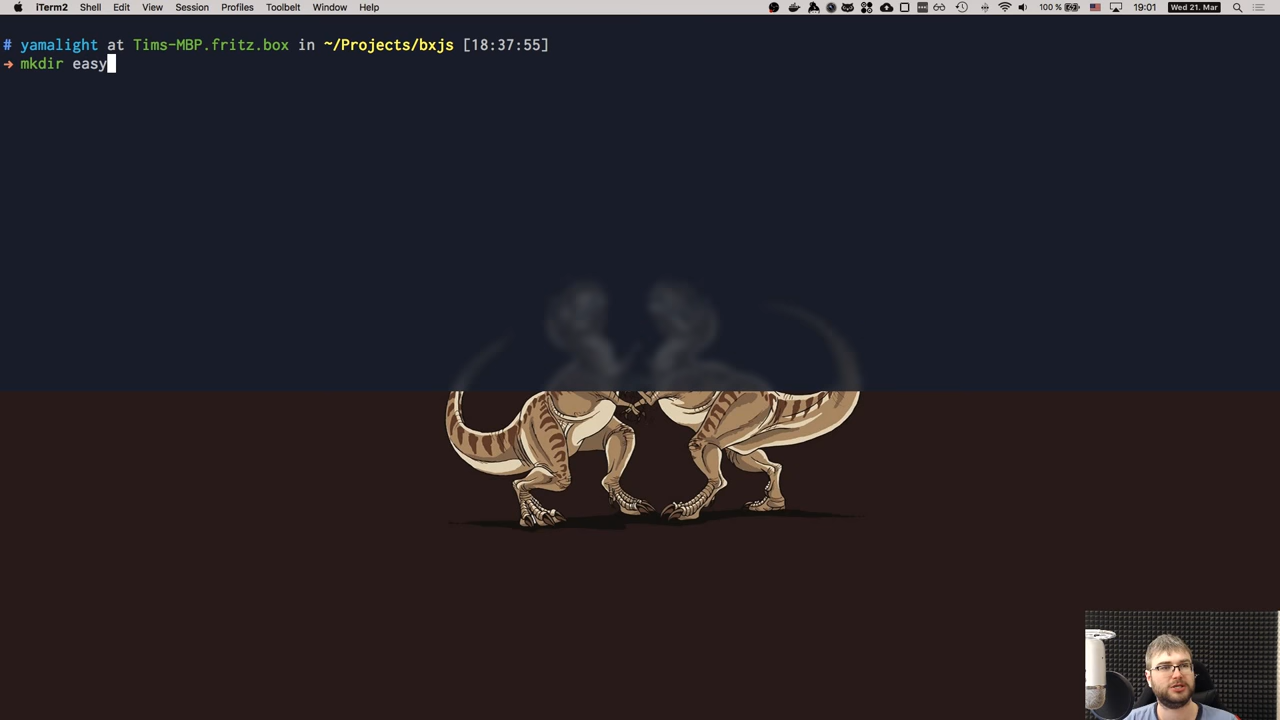 iTerm2 Shell Edit View Session Profiles Toolbelt Window Help 100 % 19:01 Wed 21. Mar
# yamalight at Tims-MBP.fritz.box in ~/Projects/bxjs [18:37:55]
→ mkdir easy